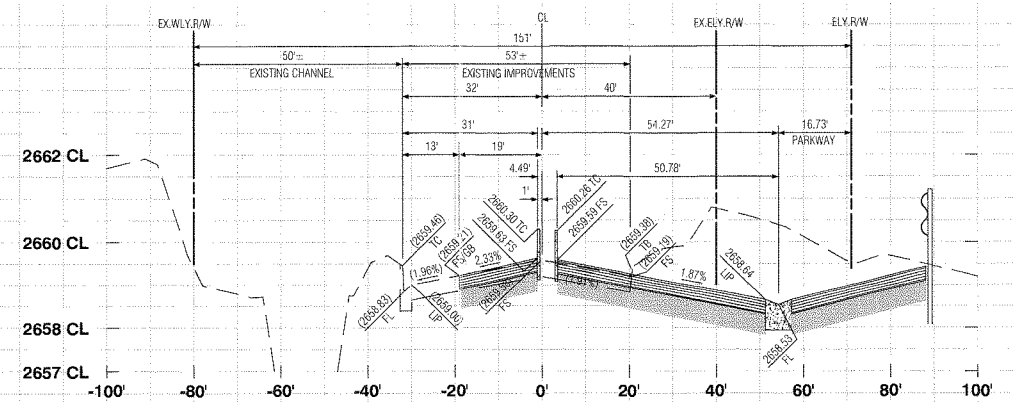 EX.WLY.R/W
CL
EX.ELY.R/W
ELY.R/W
151'
50'±
53'±
EXISTING CHANNEL
EXISTING IMPROVEMENTS
32'
40'
31'
54.27'
16.73'
PARKWAY
13'
19'
4.49'
50.78'
1'
2662 CL
2660 CL
2658 CL
2657 CL
(2659.46)
TC
(2659.21)
FS/GB
2660.30 TC
2659.63 FS
2660.26 TC
2659.59 FS
(2659.38)
TB
(2659.19)
FS
2658.64
LIP
(1.96%)
2.33%
1.87%
(2658.83)
FL
(2659.00)
LIP
FS
2658.53
FL
-100'
-80'
-60'
-40'
-20'
0'
20'
40'
60'
80'
100'